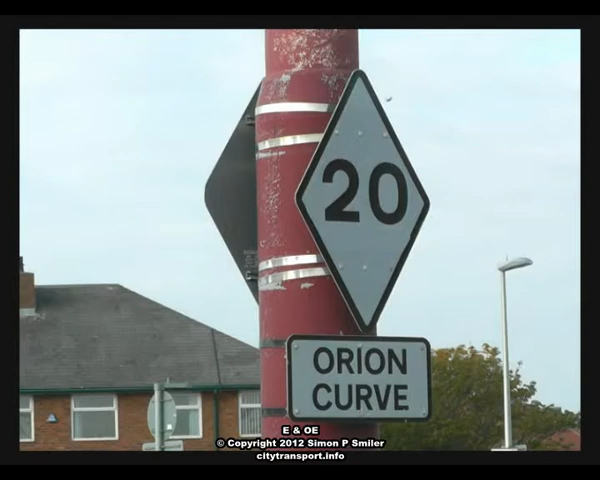 20
ORION
CURVE
E & OE
© Copyright 2012 Simon P Smiler
citytransport.info